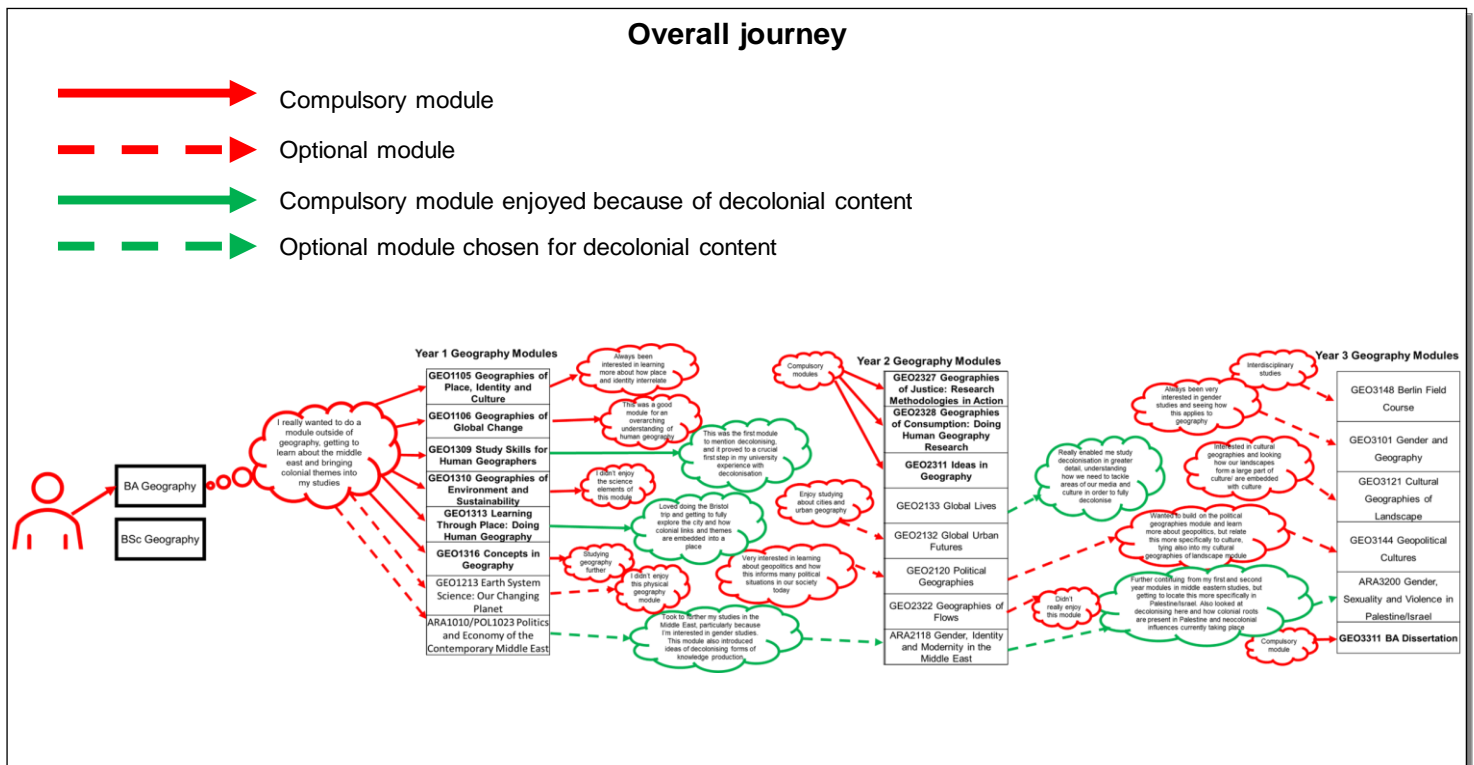 Overall journey
Compulsory module
Optional module
Compulsory module enjoyed because of decolonial content
Optional module chosen for decolonial content
BA Geography
BSc Geography
I really wanted to do a
module outside of
geography, getting to
learn about the middle
east and bringing
colonial themes into
my studies
Year 1 Geography Modules
GEO1105 Geographies of
Place, Identity and
Culture
GEO1106 Geographies of
Global Change
GEO1309 Study Skills for
Human Geographers
GEO1310 Geographies of
Environment and
Sustainability
GEO1313 Learning
Through Place: Doing
Human Geography
GEO1316 Concepts in
Geography
GEO1213 Earth System
Science: Our Changing
Planet
ARA1010/POL1023 Politics
and Economy of the
Contemporary Middle East
Always been
interested in learning
more about how place
and identity interrelate
This was a good
module for an
overarching
understanding of
human geography
This was the first module
to mention decolonising,
and it proved to a crucial
first step in my university
experience with
decolonisation
I didn't enjoy
the science
elements of
this module
Loved doing the Bristol
trip and getting to fully
explore the city and how
colonial links and themes
are embedded into a
place
Studying
geography
further
I didn't enjoy
this physical
geography
module
Took to further my studies in the
Middle East, particularly because
I'm interested in gender studies.
This module also introduced
ideas of decolonising forms of
knowledge production.
Compulsory
modules
Enjoy studying
about cities and
urban geography
Very interested in learning
about geopolitics and how
this informs many political
situations in our society
today
Year 2 Geography Modules
GEO2327 Geographies
of Justice: Research
Methodologies in Action
GEO2328 Geographies
of Consumption: Doing
Human Geography
Research
GEO2311 Ideas in
Geography
GEO2133 Global Lives
GEO2132 Global Urban
Futures
GEO2120 Political
Geographies
GEO2322 Geographies of
Flows
ARA2118 Gender, Identity
and Modernity in the
Middle East
Really enabled me study
decolonisation in greater
detail, understanding
how we need to tackle
areas of our media and
culture in order to fully
decolonise
Didn't
really enjoy
this module
Interdisciplinary
studies
Always been very
interested in gender
studies and seeing how
this applies to
geography
Interested in cultural
geographies and looking
how our landscapes
form a large part of
culture/ are embedded
with culture
Wanted to build on the political
geographies module and learn
more about geopolitics, but relate
this more specifically to culture,
tying also into my cultural
geographies of landscape module
Further continuing from my first and second
year modules in middle eastern studies, but
getting to locate this more specifically in
Palestine/Israel. Also looked at
decolonising here and how colonial roots
are present in Palestine and neocolonial
influences currently taking place
Compulsory
module
Year 3 Geography Modules
GEO3148 Berlin Field
Course
GEO3101 Gender and
Geography
GEO3121 Cultural
Geographies of
Landscape
GEO3144 Geopolitical
Cultures
ARA3200 Gender,
Sexuality and Violence in
Palestine/Israel
GEO3311 BA Dissertation